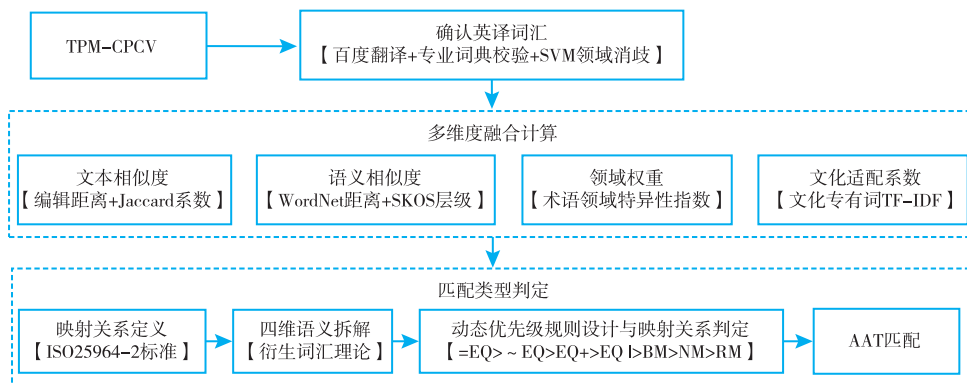 TPM-CPCV
确认英译词汇
【百度翻译+专业词典校验+SVM领域消歧】
多维度融合计算
文本相似度
【编辑距离+Jaccard系数】
语义相似度
【WordNet距离+SKOS层级】
领域权重
【术语领域特异性指数】
文化适配系数
【文化专有词TF-IDF】
匹配类型判定
映射关系定义
【ISO25964-2标准】
四维语义拆解
【衍生词汇理论】
动态优先级规则设计与映射关系判定
【=EQ>~EQ>EQ+>EQ|>BM>NM>RM】
AAT匹配